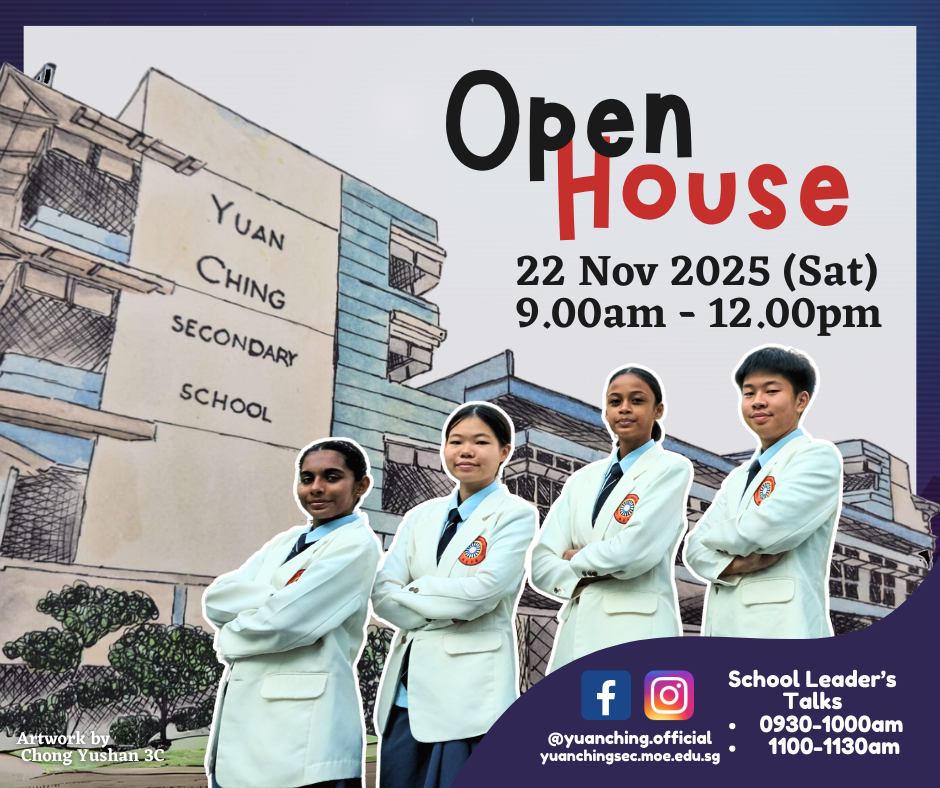 Open
House
22 Nov 2025 (Sat)
9.00am - 12.00pm
YUAN
CHING
SECONDARY
SCHOOL
School Leader's
Talks
• 0930-1000am
• 1100-1130am
@yuanching.official
yuanchingsec.moe.edu.sg
Artwork by
Chong Yushan 3C